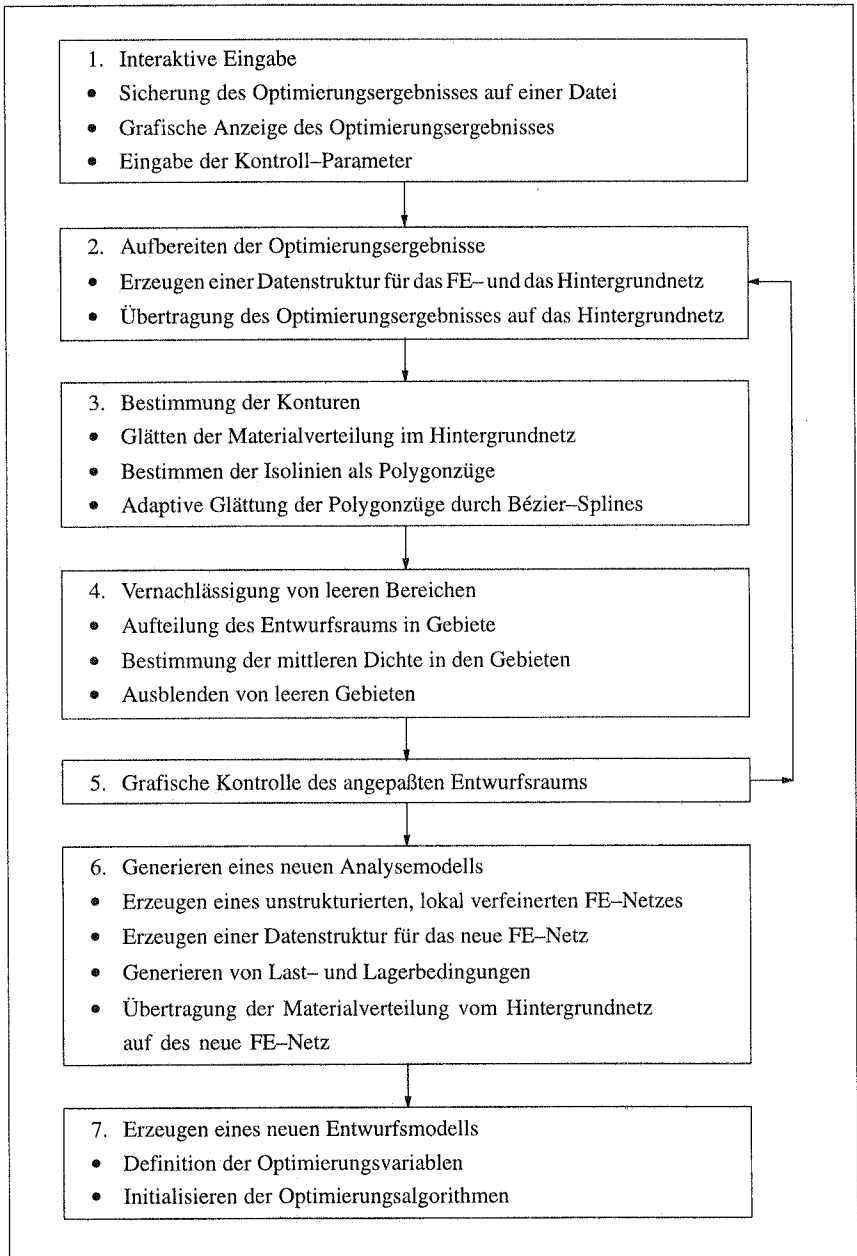 1. Interaktive Eingabe
• Sicherung des Optimierungsergebnisses auf einer Datei
• Grafische Anzeige des Optimierungsergebnisses
• Eingabe der Kontroll–Parameter
2. Aufbereiten der Optimierungsergebnisse
• Erzeugen einer Datenstruktur für das FE– und das Hintergrundnetz
• Übertragung des Optimierungsergebnisses auf das Hintergrundnetz
3. Bestimmung der Konturen
• Glätten der Materialverteilung im Hintergrundnetz
• Bestimmen der Isolinien als Polygonzüge
• Adaptive Glättung der Polygonzüge durch Bézier–Splines
4. Vernachlässigung von leeren Bereichen
• Aufteilung des Entwurfsraums in Gebiete
• Bestimmung der mittleren Dichte in den Gebieten
• Ausblenden von leeren Gebieten
5. Grafische Kontrolle des angepaßten Entwurfsraums
6. Generieren eines neuen Analysemodells
• Erzeugen eines unstrukturierten, lokal verfeinerten FE–Netzes
• Erzeugen einer Datenstruktur für das neue FE–Netz
• Generieren von Last– und Lagerbedingungen
• Übertragung der Materialverteilung vom Hintergrundnetz
auf des neue FE–Netz
7. Erzeugen eines neuen Entwurfsmodells
• Definition der Optimierungsvariablen
• Initialisieren der Optimierungsalgorithmen